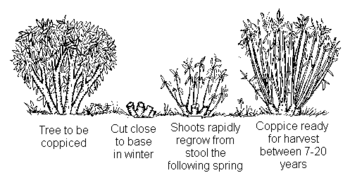 Tree to be
coppiced
Cut close
to base
in winter
Shoots rapidly
regrow from
stool the
following spring
Coppice ready
for harvest
between 7-20
years